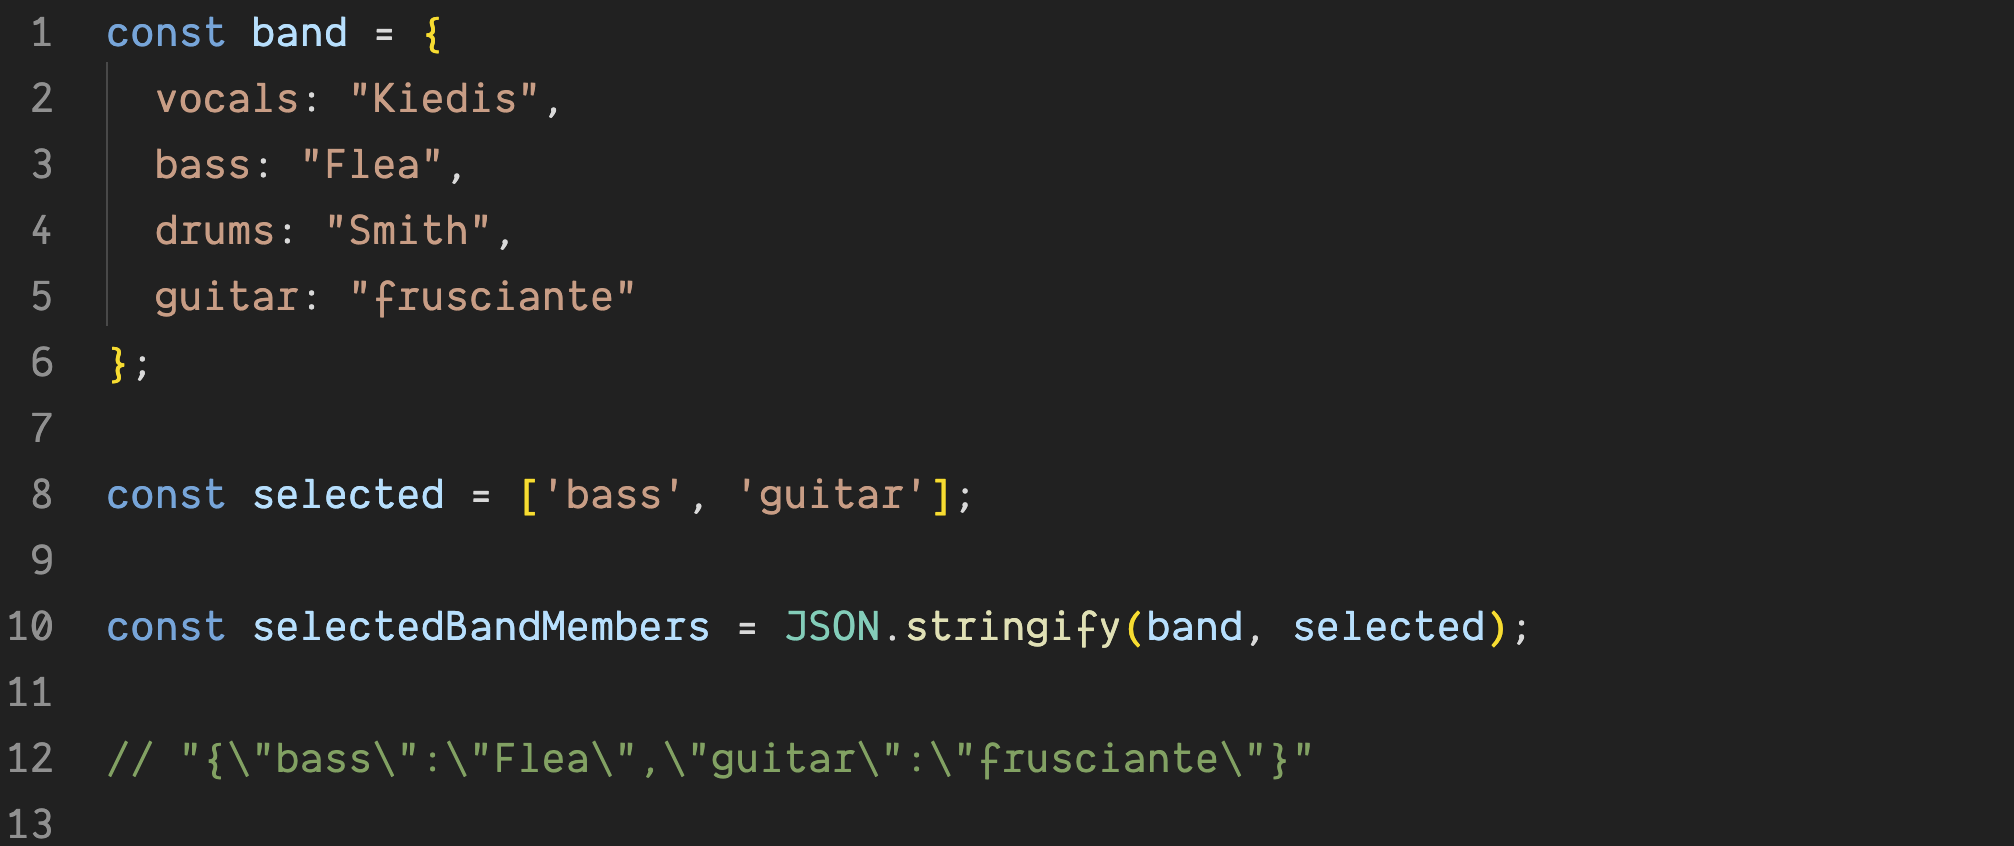 1 const band = {
2 vocals: "Kiedis",
3 bass: "Flea",
4 drums: "Smith",
5 guitar: "frusciante"
6 };
7
8 const selected = ['bass', 'guitar'];
9
10 const selectedBandMembers = JSON.stringify(band, selected);
11
12 // "{\"bass\":\"Flea\",\"guitar\":\"frusciante\"}"
13